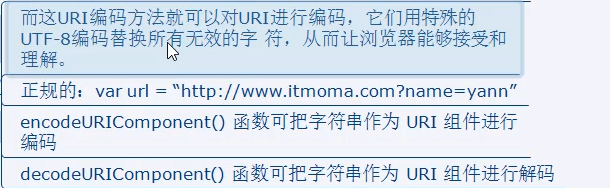 而这URI编码方法就可以对URI进行编码，它们用特殊的
UTF-8编码替换所有无效的字 符，从而让浏览器能够接受和
理解。
正规的：var url = “http://www.itmoma.com?name=yann”
encodeURIComponent() 函数可把字符串作为 URI 组件进行
编码
decodeURIComponent() 函数可把字符串作为 URI 组件进行解码